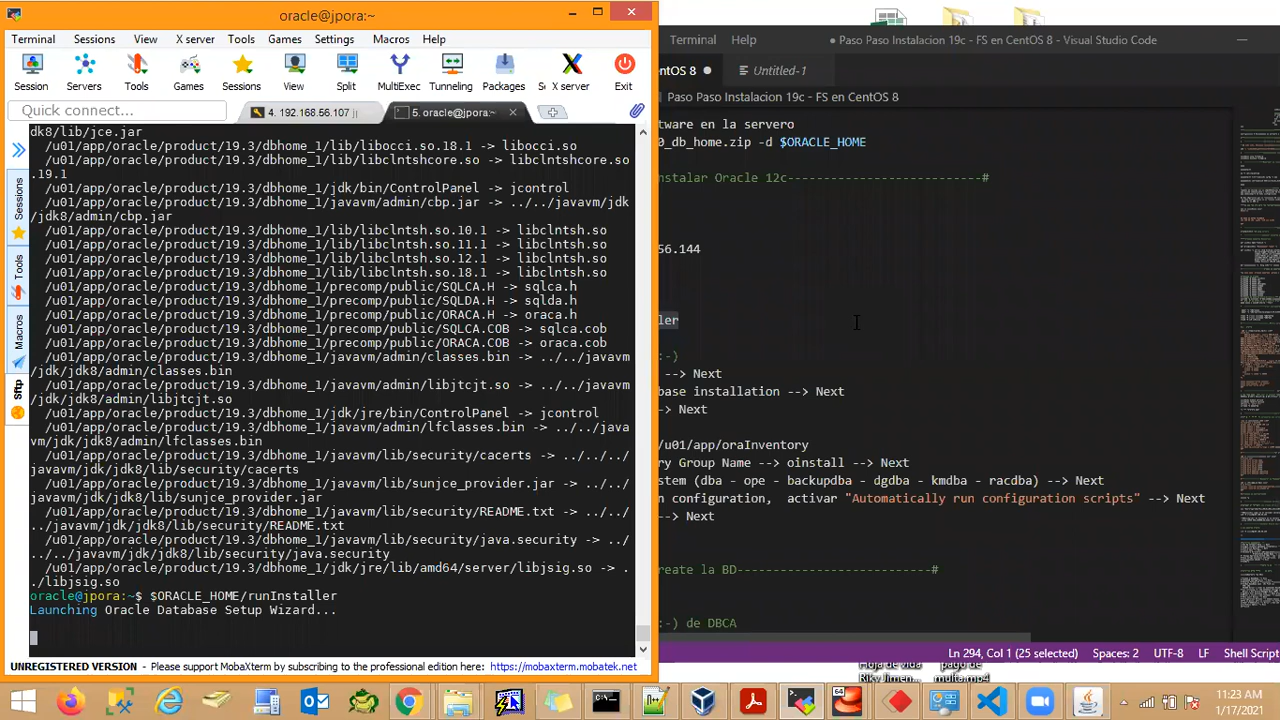 oracle@jpora:~
Terminal Sessions View X server Tools Games Settings Macros Help
Session Servers Tools Games Sessions View Split MultiExec Tunneling Packages Settings X server Exit
Quick connect...
4. 192.168.56.107
5. oracle@jpora:~
Sessions
Tools
Macros
Sftp
dk8/lib/jce.jar
/u01/app/oracle/product/19.3/dbhome_1/lib/libocci.so.18.1 -> libocci.so
/u01/app/oracle/product/19.3/dbhome_1/lib/libclntshcore.so -> libclntshcore.so
.19.1
/u01/app/oracle/product/19.3/dbhome_1/jdk/bin/ControlPanel -> jcontrol
/u01/app/oracle/product/19.3/dbhome_1/javavm/admin/cbp.jar -> ../../javavm/jdk
/jdk8/admin/cbp.jar
/u01/app/oracle/product/19.3/dbhome_1/lib/libclntsh.so.10.1 -> libclntsh.so
/u01/app/oracle/product/19.3/dbhome_1/lib/libclntsh.so.11.1 -> libclntsh.so
/u01/app/oracle/product/19.3/dbhome_1/lib/libclntsh.so.12.1 -> libclntsh.so
/u01/app/oracle/product/19.3/dbhome_1/lib/libclntsh.so.18.1 -> libclntsh.so
/u01/app/oracle/product/19.3/dbhome_1/precomp/public/SQLCA.H -> sqlca.h
/u01/app/oracle/product/19.3/dbhome_1/precomp/public/SQLDA.H -> sqlda.h
/u01/app/oracle/product/19.3/dbhome_1/precomp/public/ORACA.H -> oraca.h
/u01/app/oracle/product/19.3/dbhome_1/precomp/public/SQLCA.COB -> sqlca.cob
/u01/app/oracle/product/19.3/dbhome_1/precomp/public/ORACA.COB -> oraca.cob
/u01/app/oracle/product/19.3/dbhome_1/javavm/admin/classes.bin -> ../../javavm
/jdk/jdk8/admin/classes.bin
/u01/app/oracle/product/19.3/dbhome_1/javavm/admin/libjtcjt.so -> ../../javavm
/jdk/jdk8/admin/libjtcjt.so
/u01/app/oracle/product/19.3/dbhome_1/jdk/jre/bin/ControlPanel -> jcontrol
/u01/app/oracle/product/19.3/dbhome_1/javavm/admin/lfclasses.bin -> ../../java
vm/jdk/jdk8/admin/lfclasses.bin
/u01/app/oracle/product/19.3/dbhome_1/javavm/lib/security/cacerts -> ../../../
javavm/jdk/jdk8/lib/security/cacerts
/u01/app/oracle/product/19.3/dbhome_1/javavm/lib/sunjce_provider.jar -> ../../
javavm/jdk/jdk8/lib/sunjce_provider.jar
/u01/app/oracle/product/19.3/dbhome_1/javavm/lib/security/README.txt -> ../../
../javavm/jdk/jdk8/lib/security/README.txt
/u01/app/oracle/product/19.3/dbhome_1/javavm/lib/security/java.security -> ../
../../javavm/jdk/jdk8/lib/security/java.security
/u01/app/oracle/product/19.3/dbhome_1/jdk/jre/lib/amd64/server/libjsig.so -> .
./libjsig.so
oracle@jpora:~$ $ORACLE_HOME/runInstaller
Launching Oracle Database Setup Wizard...
UNREGISTERED VERSION - Please support MobaXterm by subscribing to the professional edition here: https://mobaxterm.mobatek.net
Terminal Help ● Paso Paso Instalacion 19c - FS en CentOS 8 - Visual Studio Code
entOS 8 ● Untitled-1
Paso Paso Instalacion 19c - FS en CentOS 8
tware en la servero
0_db_home.zip -d $ORACLE_HOME
nstalar Oracle 12c-------------------------#
56.144
ler
:-)
--> Next
base installation --> Next
-> Next
/u01/app/oraInventory
ry Group Name --> oinstall --> Next
stem (dba - ope - backupdba - dgdba - kmdba - racdba) --> Next
n configuration, activar "Automatically run configuration scripts" --> Next
--> Next
reate la BD-------------------------#
:-) de DBCA
Ln 294, Col 1 (25 selected) Spaces: 2 UTF-8 LF Shell Script
Hoja de vida
Riky Jimen...
pago de
multa.mp4
64
11:23 AM
1/17/2021